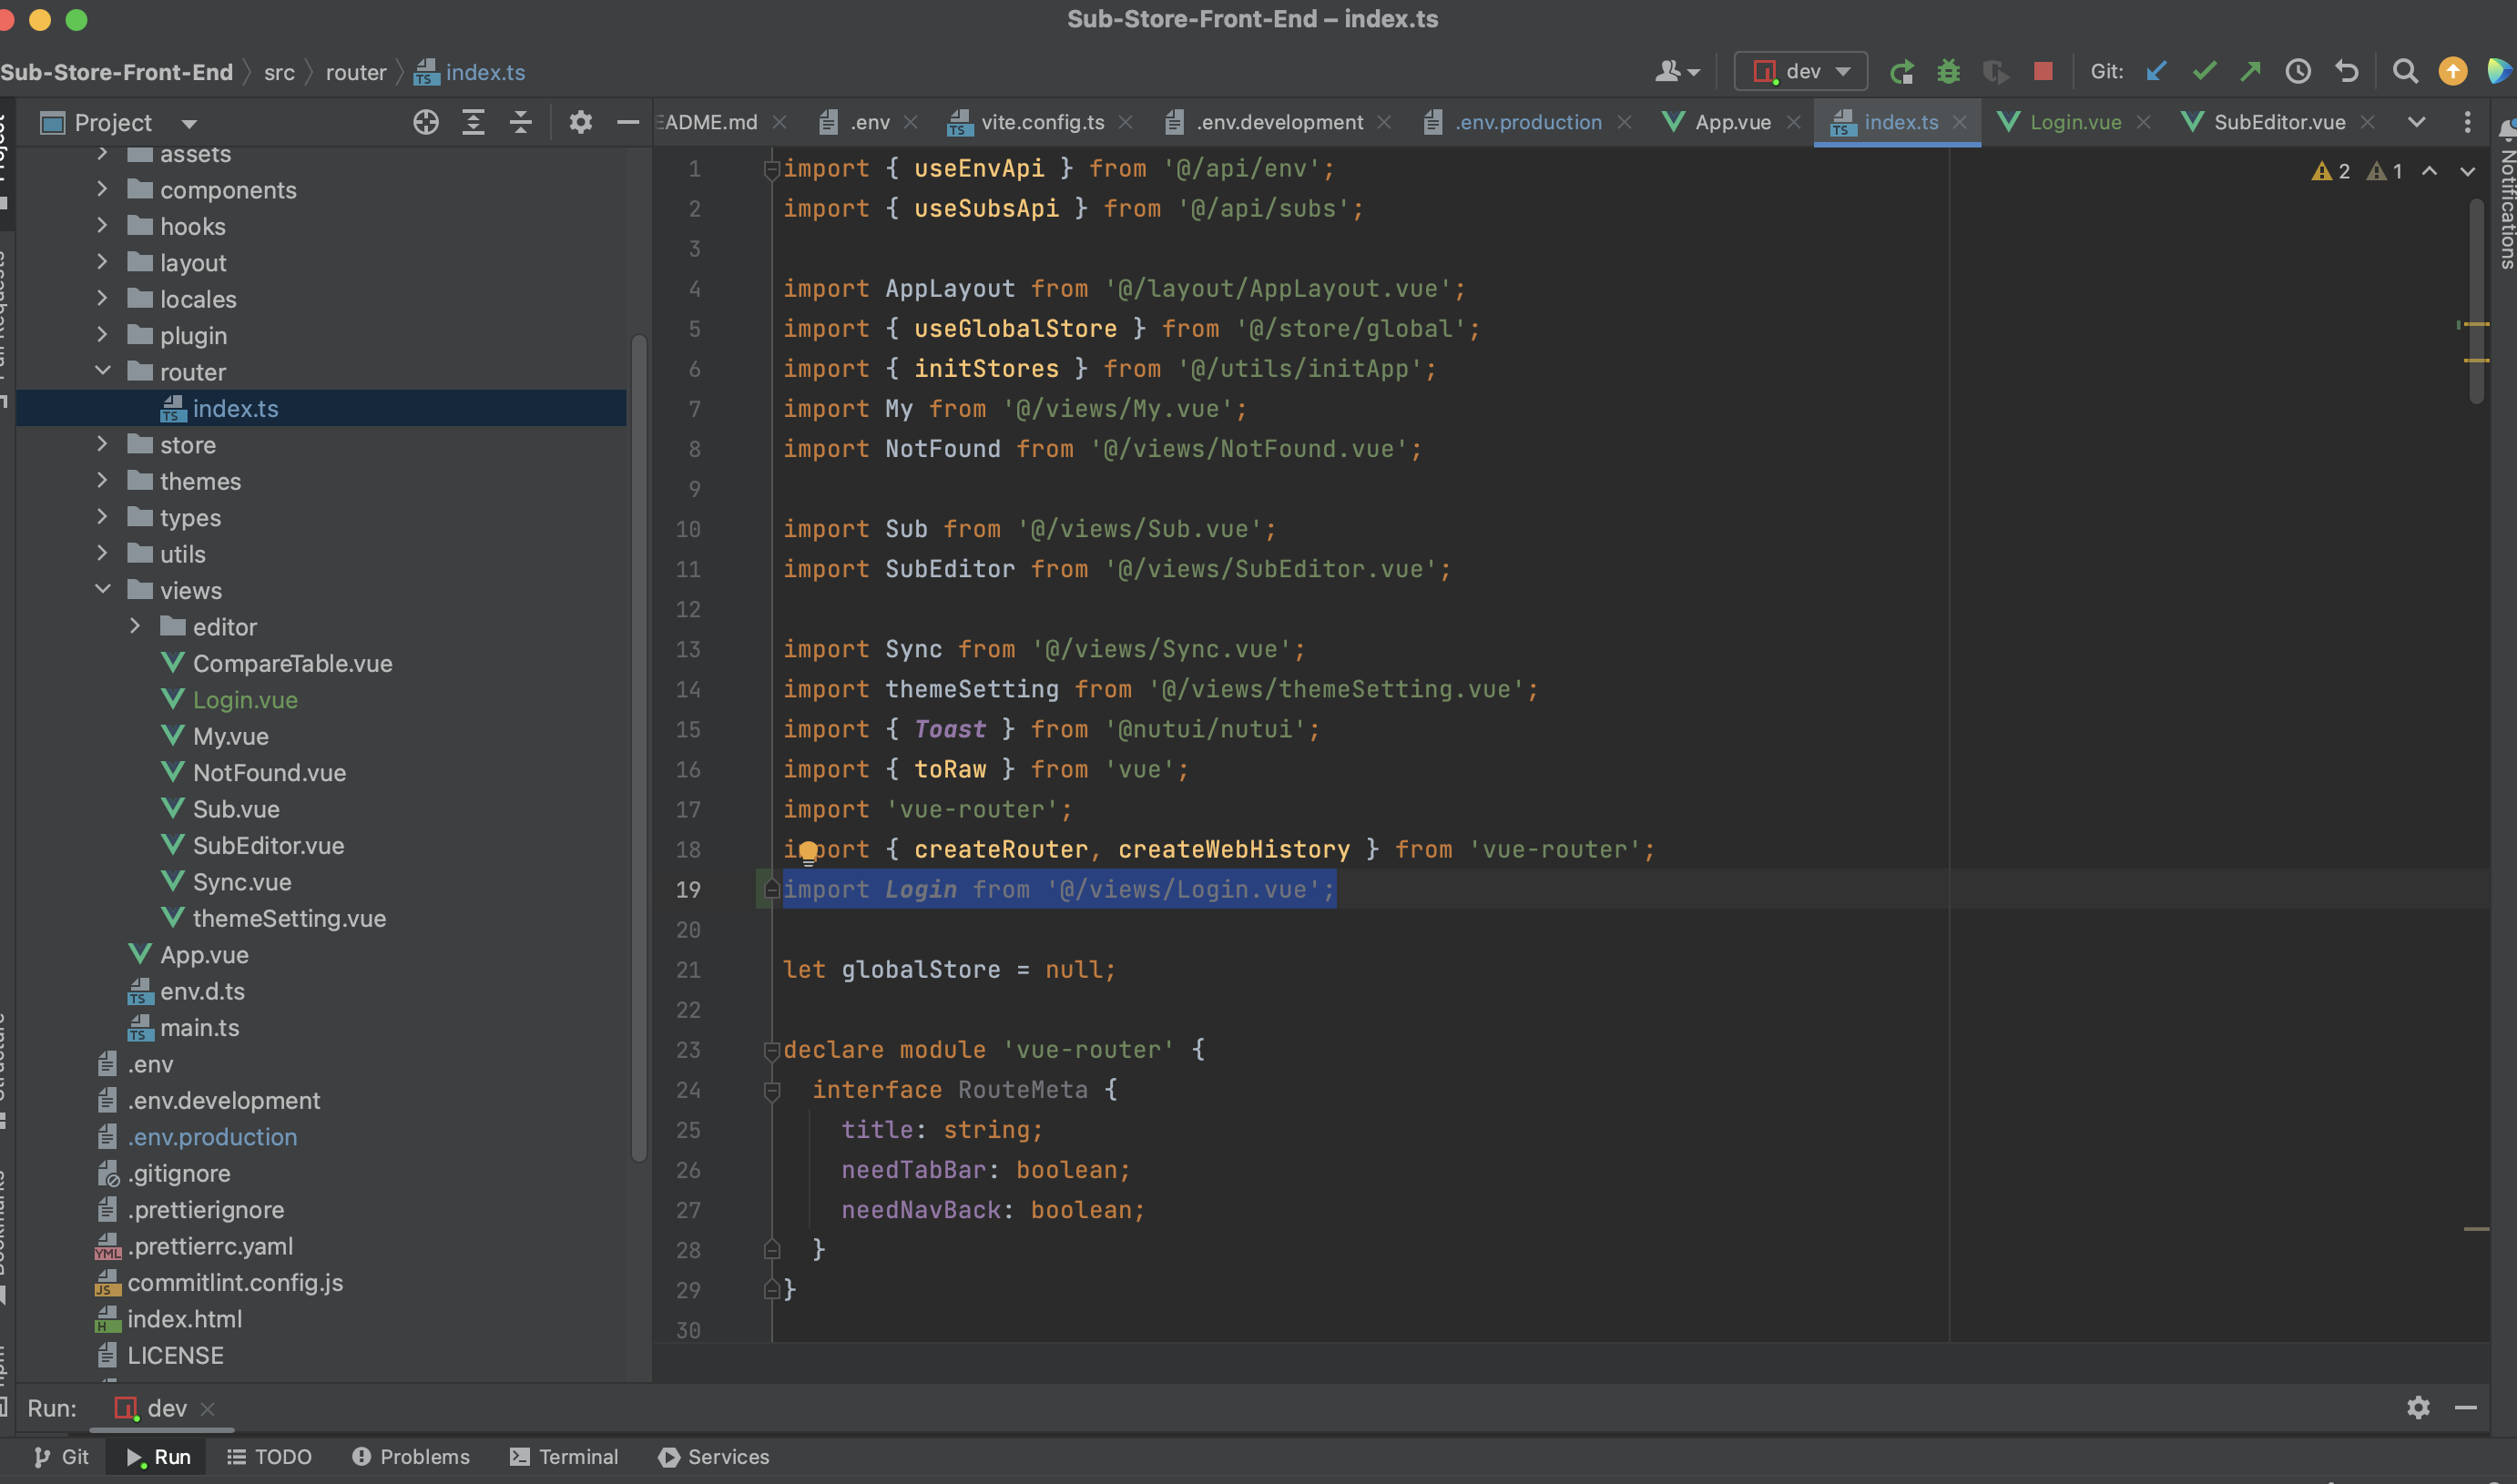 Sub-Store-Front-End – index.ts
Sub-Store-Front-End src router index.ts
dev Git:
Project
ADME.md .env vite.config.ts .env.development .env.production App.vue index.ts Login.vue SubEditor.vue
assets
components
hooks
layout
locales
plugin
router
index.ts
store
themes
types
utils
views
editor
CompareTable.vue
Login.vue
My.vue
NotFound.vue
Sub.vue
SubEditor.vue
Sync.vue
themeSetting.vue
App.vue
env.d.ts
main.ts
.env
.env.development
.env.production
.gitignore
.prettierignore
.prettierrc.yaml
commitlint.config.js
index.html
LICENSE
2 1
Notifications
1 import { useEnvApi } from '@/api/env';
2 import { useSubsApi } from '@/api/subs';
3
4 import AppLayout from '@/layout/AppLayout.vue';
5 import { useGlobalStore } from '@/store/global';
6 import { initStores } from '@/utils/initApp';
7 import My from '@/views/My.vue';
8 import NotFound from '@/views/NotFound.vue';
9
10 import Sub from '@/views/Sub.vue';
11 import SubEditor from '@/views/SubEditor.vue';
12
13 import Sync from '@/views/Sync.vue';
14 import themeSetting from '@/views/themeSetting.vue';
15 import { Toast } from '@nutui/nutui';
16 import { toRaw } from 'vue';
17 import 'vue-router';
18 import { createRouter, createWebHistory } from 'vue-router';
19 import Login from '@/views/Login.vue';
20
21 let globalStore = null;
22
23 declare module 'vue-router' {
24 interface RouteMeta {
25 title: string;
26 needTabBar: boolean;
27 needNavBack: boolean;
28 }
29 }
30
Run: dev
Git Run TODO Problems Terminal Services